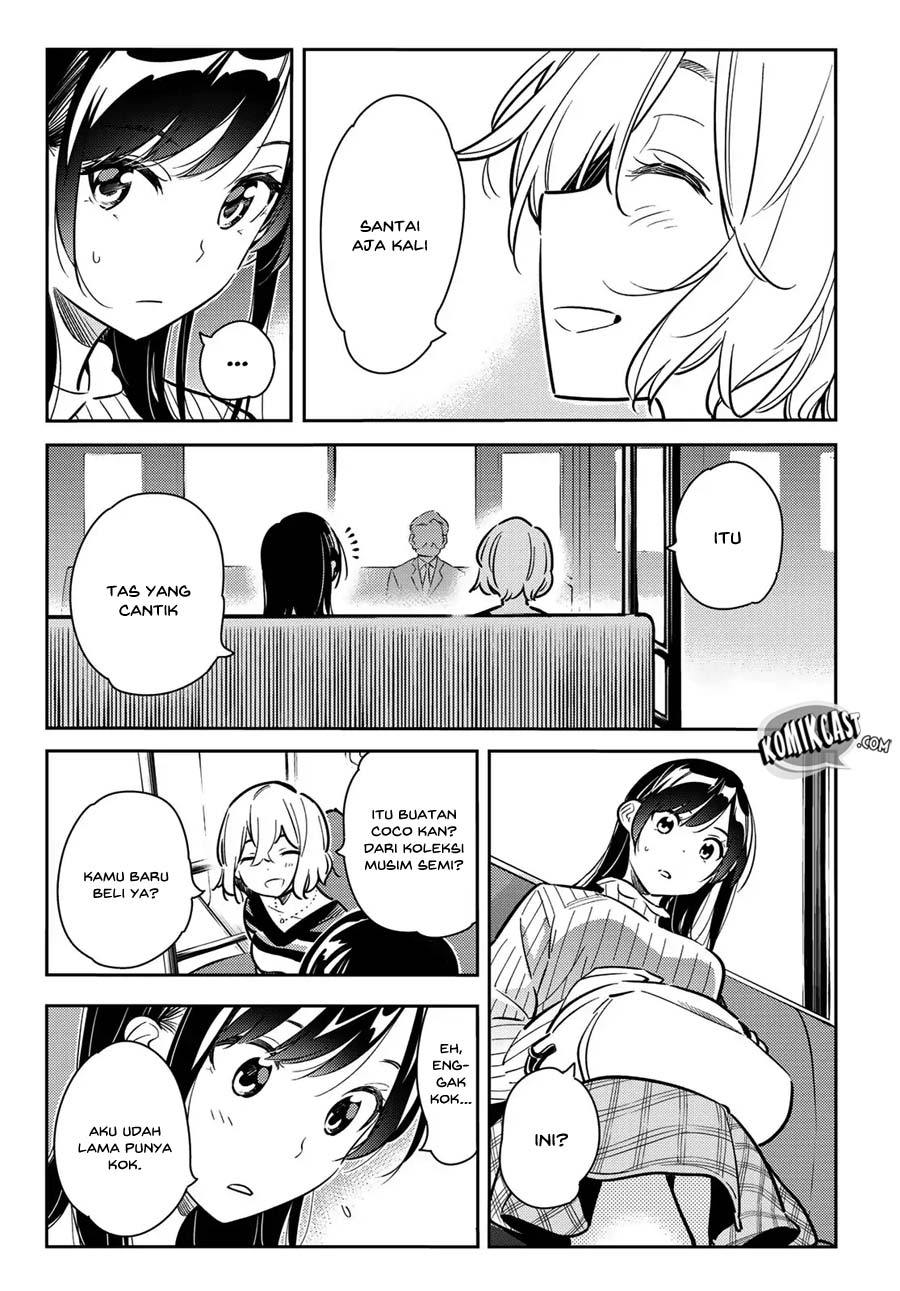 SANTAI
AJA KALI
...
ITU
TAS YANG
CANTIK
KOMIKCAST
.COM
INI?
ITU BUATAN
COCO KAN?
DARI KOLEKSI
MUSIM SEMI?
KAMU BARU
BELI YA?
EH,
ENG-
GAK
KOK...
AKU UDAH
LAMA PUNYA
KOK.